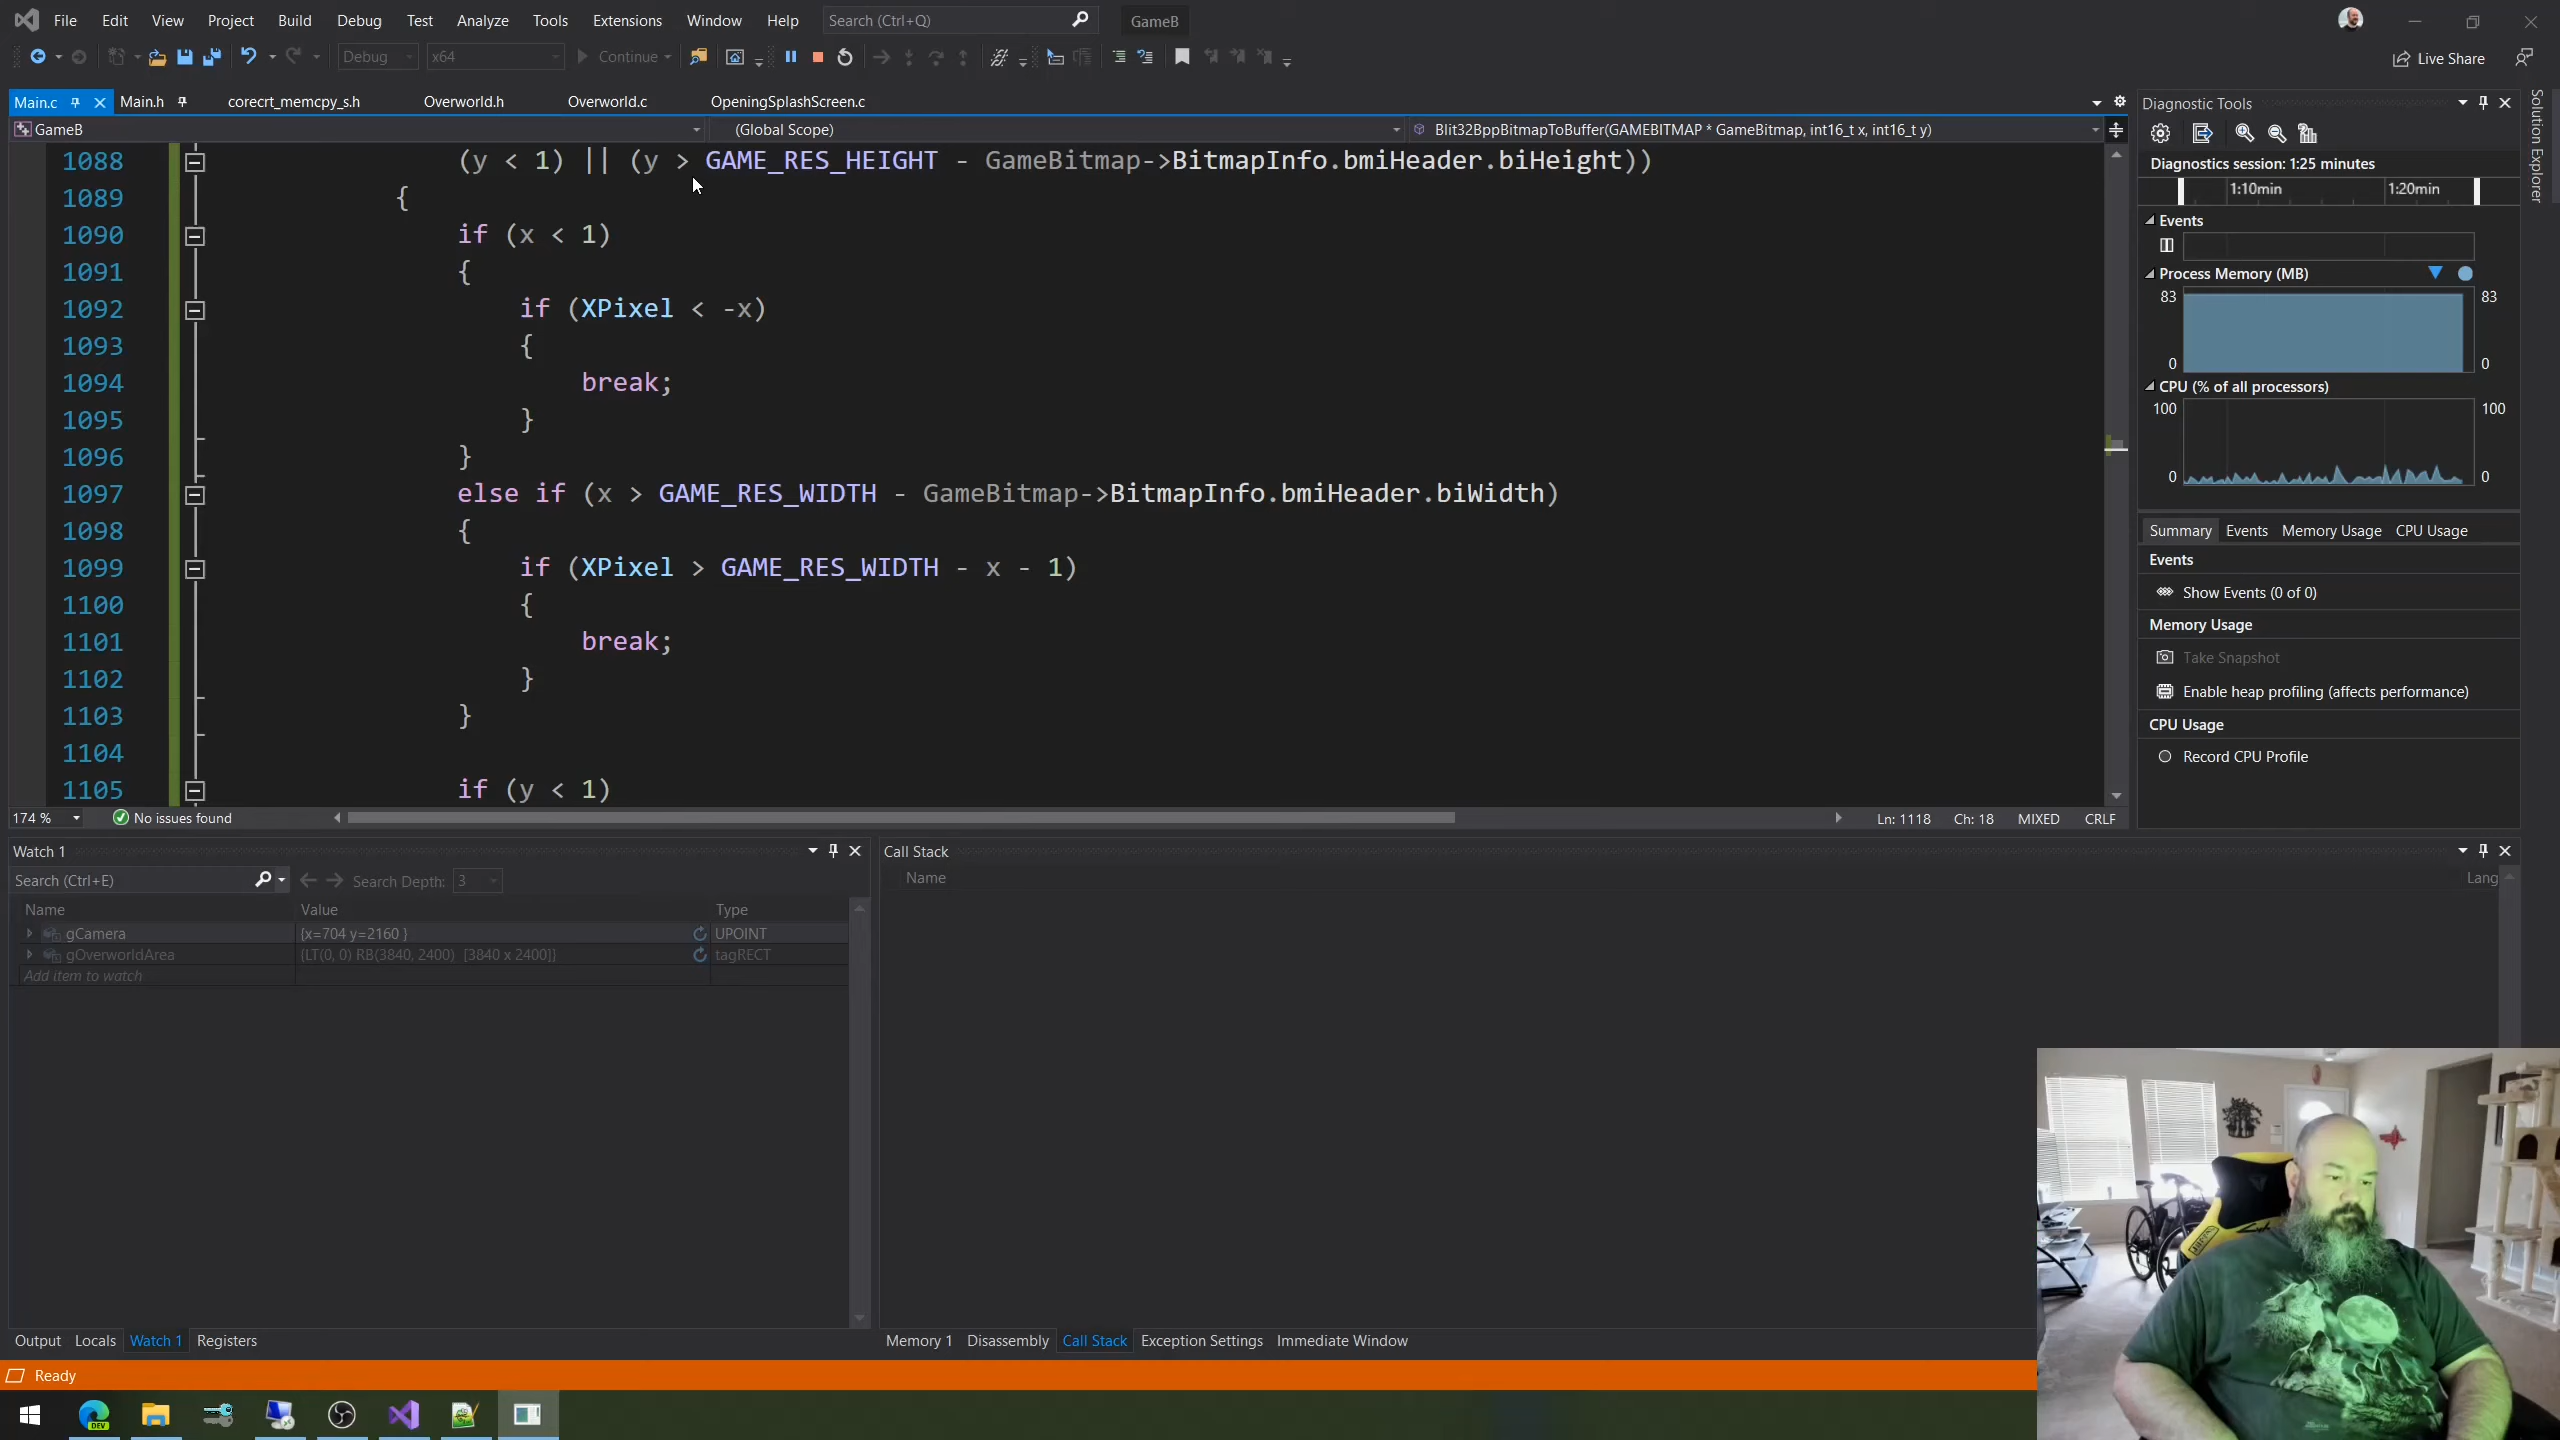 File Edit View Project Build Debug Test Analyze Tools Extensions Window Help Search (Ctrl+Q) GameB
Debug x64 Continue Live Share
Main.c Main.h corecrt_memcpy_s.h Overworld.h Overworld.c OpeningSplashScreen.c
GameB (Global Scope) Blit32BppBitmapToBuffer(GAMEBITMAP * GameBitmap, int16_t x, int16_t y)
1088 (y < 1) || (y > GAME_RES_HEIGHT - GameBitmap->BitmapInfo.bmiHeader.biHeight))
1089 {
1090 if (x < 1)
1091 {
1092 if (XPixel < -x)
1093 {
1094 break;
1095 }
1096 }
1097 else if (x > GAME_RES_WIDTH - GameBitmap->BitmapInfo.bmiHeader.biWidth)
1098 {
1099 if (XPixel > GAME_RES_WIDTH - x - 1)
1100 {
1101 break;
1102 }
1103 }
1104
1105 if (y < 1)
174 % No issues found Ln: 1118 Ch: 18 MIXED CRLF
Diagnostic Tools
Diagnostics session: 1:25 minutes
1:10min 1:20min
Events
Process Memory (MB)
83 83
0 0
CPU (% of all processors)
100 100
0 0
Summary Events Memory Usage CPU Usage
Events
Show Events (0 of 0)
Memory Usage
Take Snapshot
Enable heap profiling (affects performance)
CPU Usage
Record CPU Profile
Solution Explorer
Watch 1
Search (Ctrl+E) Search Depth: 3
Name Value Type
gCamera {x=704 y=2160 } UPOINT
gOverworldArea {LT(0, 0) RB(3840, 2400) [3840 x 2400]} tagRECT
Add item to watch
Output Locals Watch 1 Registers
Call Stack
Name Lang
Memory 1 Disassembly Call Stack Exception Settings Immediate Window
Ready
DEV